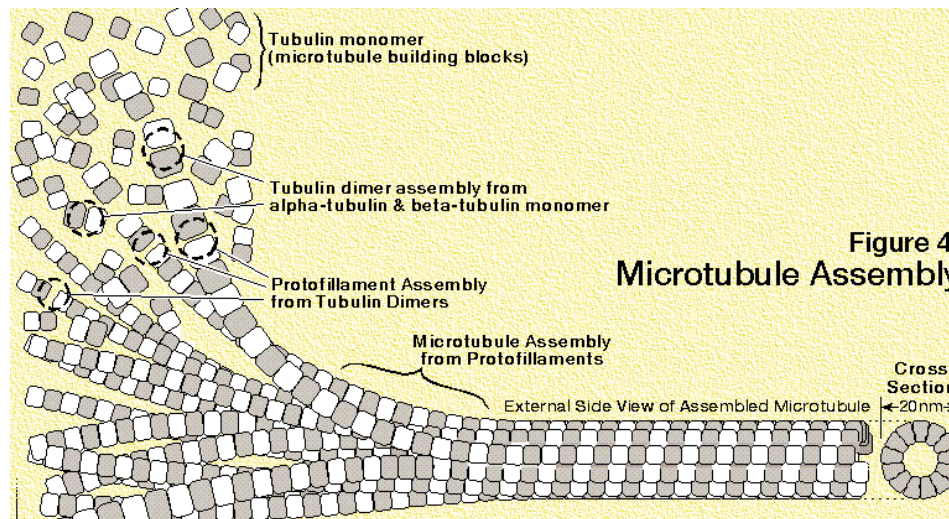 Tubulin monomer
(microtubule building blocks)
Tubulin dimer assembly from
alpha-tubulin & beta-tubulin monomer
Figure 4
Microtubule Assembly
Protofillament Assembly
from Tubulin Dimers
Microtubule Assembly
from Protofillaments
Cross
Section
External Side View of Assembled Microtubule
20nm